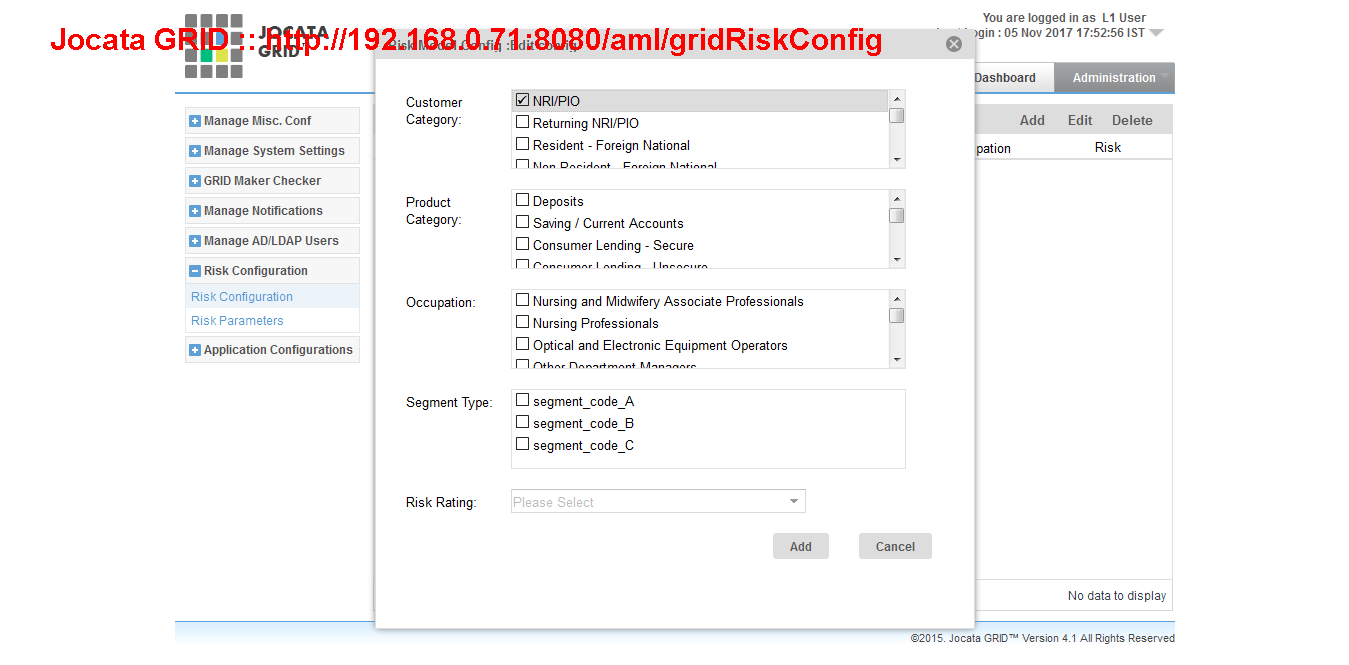 You are logged in as L1 User
Jocata GRID :: http://192.168.0.71:8080/aml/gridRiskConfig
JOCATA
GRID™
ogin : 05 Nov 2017 17:52:56 IST
Risk Model Config :Edit config
Dashboard
Administration
Manage Misc. Conf
Manage System Settings
GRID Maker Checker
Manage Notifications
Manage AD/LDAP Users
Risk Configuration
Risk Configuration
Risk Parameters
Application Configurations
Customer
Category:
NRI/PIO
Returning NRI/PIO
Resident - Foreign National
Non Resident - Foreign National
Product
Category:
Deposits
Saving / Current Accounts
Consumer Lending - Secure
Consumer Lending - Unsecure
Occupation:
Nursing and Midwifery Associate Professionals
Nursing Professionals
Optical and Electronic Equipment Operators
Other Department Managers
Segment Type:
segment_code_A
segment_code_B
segment_code_C
Risk Rating:
Please Select
Add
Cancel
Add Edit Delete
pation Risk
No data to display
©2015. Jocata GRID™ Version 4.1 All Rights Reserved